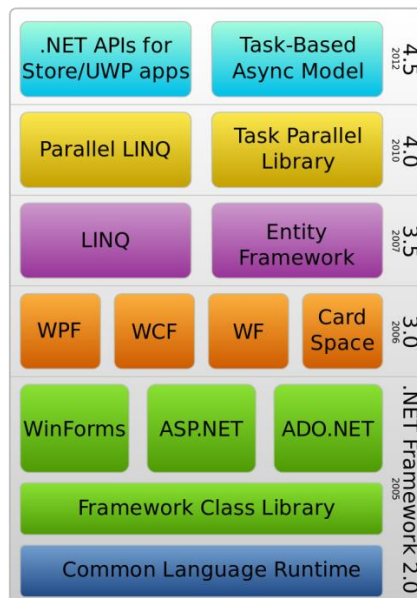 .NET APIs for
Store/UWP apps
Task-Based
Async Model
4.5
2012
Parallel LINQ
Task Parallel
Library
4.0
2010
LINQ
Entity
Framework
3.5
2007
WPF
WCF
WF
Card
Space
3.0
2006
WinForms
ASP.NET
ADO.NET
Framework Class Library
Common Language Runtime
.NET Framework 2.0
2005